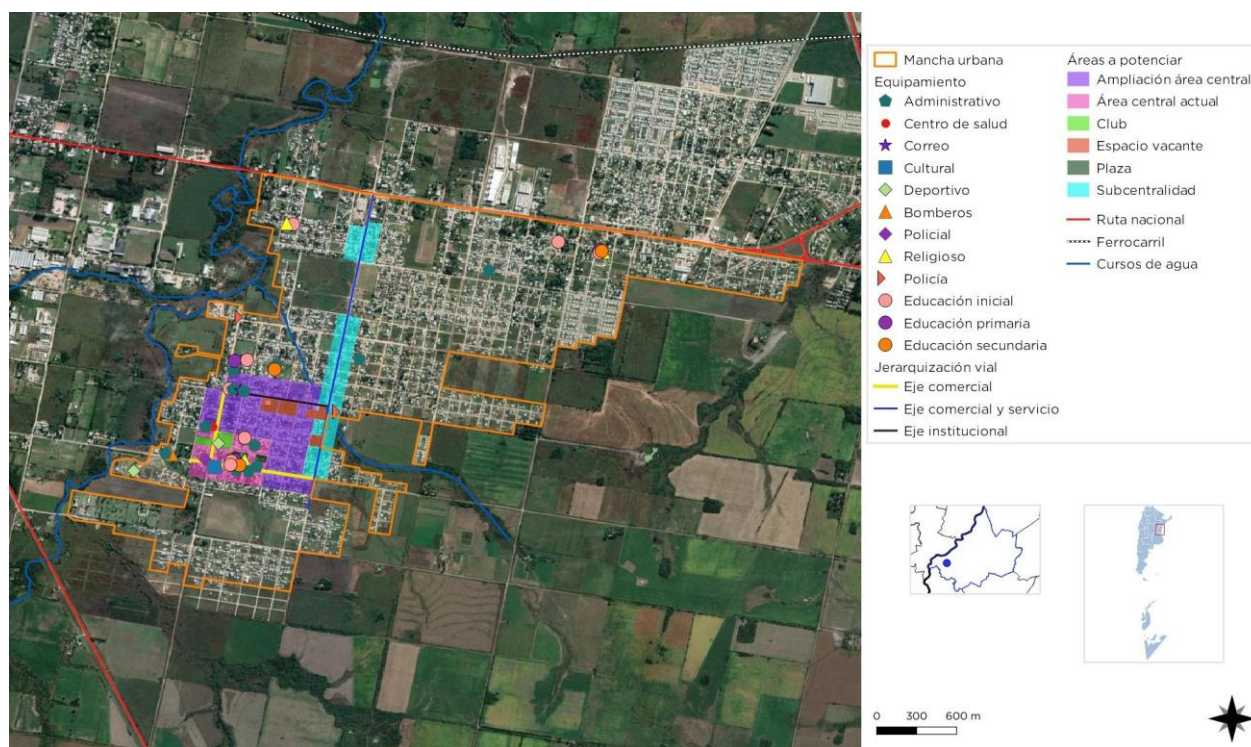 Mancha urbana
Equipamiento
Administrativo
Centro de salud
Correo
Cultural
Deportivo
Bomberos
Policial
Religioso
Policía
Educación inicial
Educación primaria
Educación secundaria
Jerarquización vial
Eje comercial
Eje comercial y servicio
Eje institucional
Áreas a potenciar
Ampliación área central
Área central actual
Club
Espacio vacante
Plaza
Subcentralidad
Ruta nacional
Ferrocarril
Cursos de agua
0 300 600 m